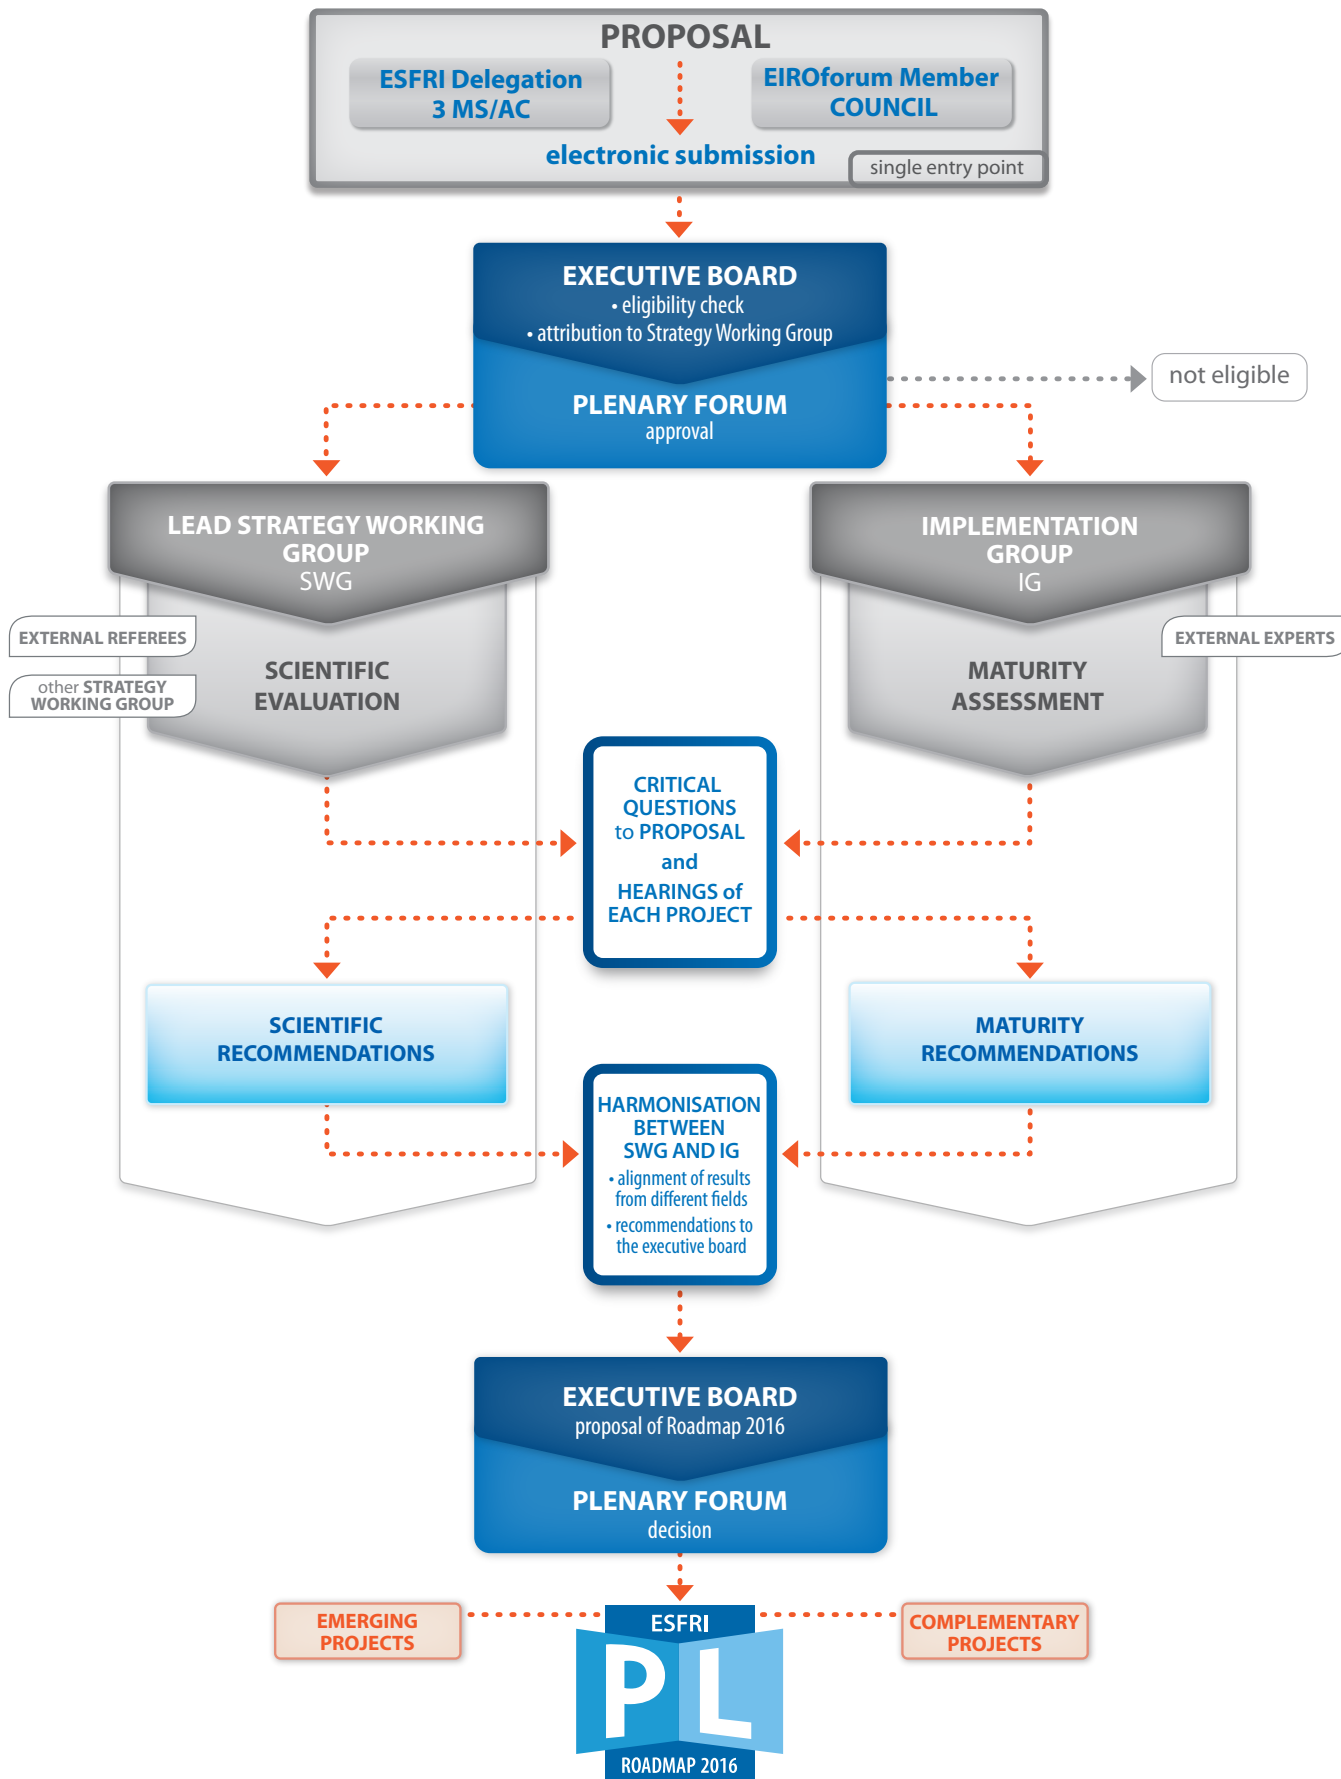 PROPOSAL
ESFRI Delegation
3 MS/AC
EIROforum Member
COUNCIL
electronic submission
single entry point
EXECUTIVE BOARD
• eligibility check
• attribution to Strategy Working Group
not eligible
PLENARY FORUM
approval
LEAD STRATEGY WORKING
GROUP
SWG
IMPLEMENTATION
GROUP
IG
EXTERNAL REFEREES
other STRATEGY
WORKING GROUP
SCIENTIFIC
EVALUATION
MATURITY
ASSESSMENT
EXTERNAL EXPERTS
CRITICAL
QUESTIONS
to PROPOSAL
and
HEARINGS of
EACH PROJECT
SCIENTIFIC
RECOMMENDATIONS
MATURITY
RECOMMENDATIONS
HARMONISATION
BETWEEN
SWG AND IG
• alignment of results
from different fields
• recommendations to
the executive board
EXECUTIVE BOARD
proposal of Roadmap 2016
PLENARY FORUM
decision
EMERGING
PROJECTS
ESFRI
PL
ROADMAP 2016
COMPLEMENTARY
PROJECTS